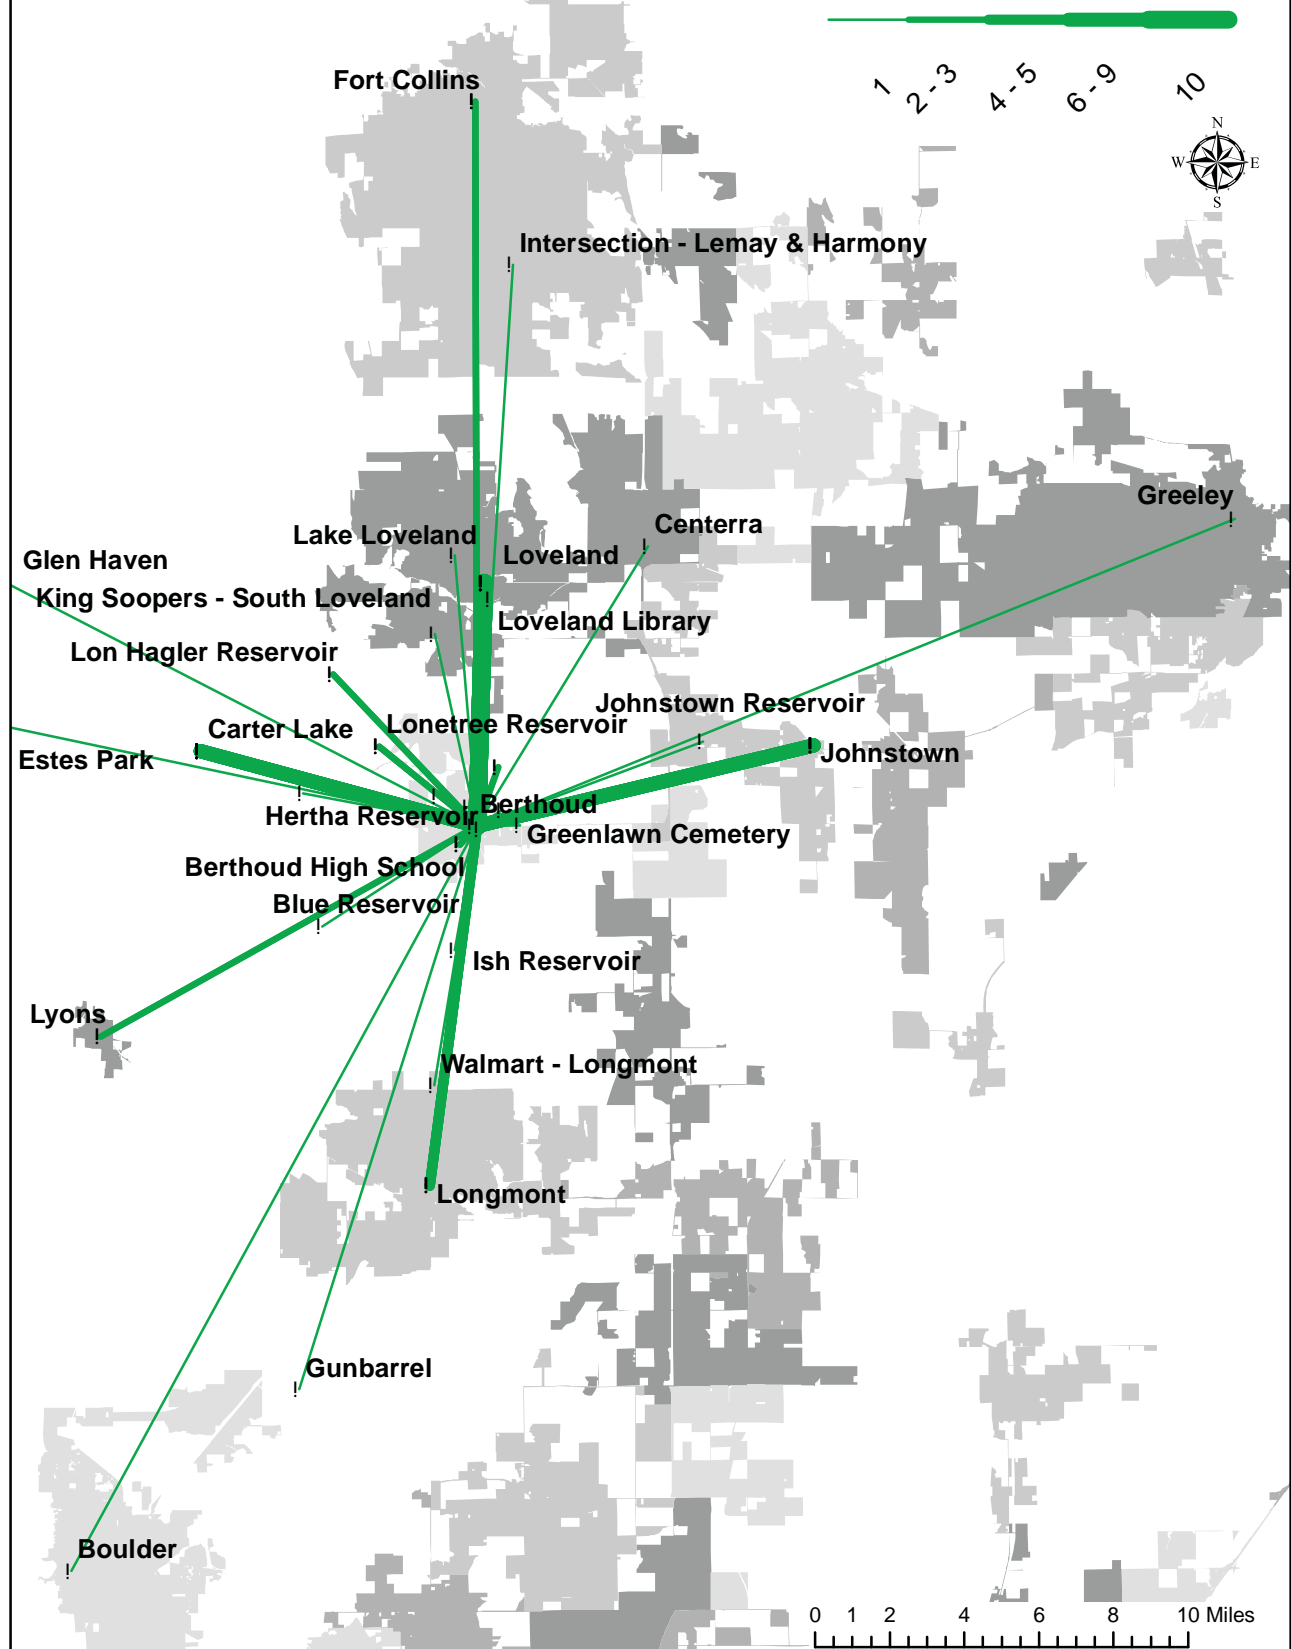 1
2 - 3
4 - 5
6 - 9
10
N
W E
S
Fort Collins
Intersection - Lemay & Harmony
Greeley
Centerra
Lake Loveland
Loveland
Glen Haven
King Soopers - South Loveland
Loveland Library
Lon Hagler Reservoir
Johnstown Reservoir
Carter Lake
Lonetree Reservoir
Johnstown
Estes Park
Berthoud
Hertha Reservoir
Greenlawn Cemetery
Berthoud High School
Blue Reservoir
Ish Reservoir
Lyons
Walmart - Longmont
Longmont
Gunbarrel
Boulder
0 1 2 4 6 8 10 Miles